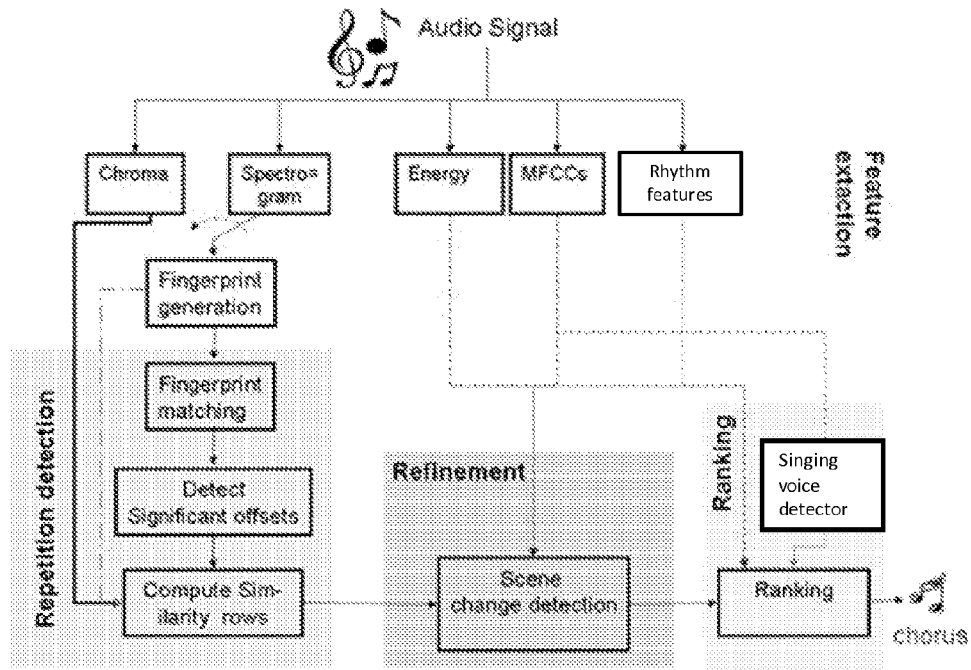 Audio Signal
Chroma
Spectro=
gram
Energy
MFCCs
Rhythm
features
Feature
extaction
Fingerprint
generation
Fingerprint
matching
Detect
Significant offsets
Compute Sim-
ilarity rows
Repetition detection
Refinement
Scene
change detection
Ranking
Singing
voice
detector
Ranking
chorus